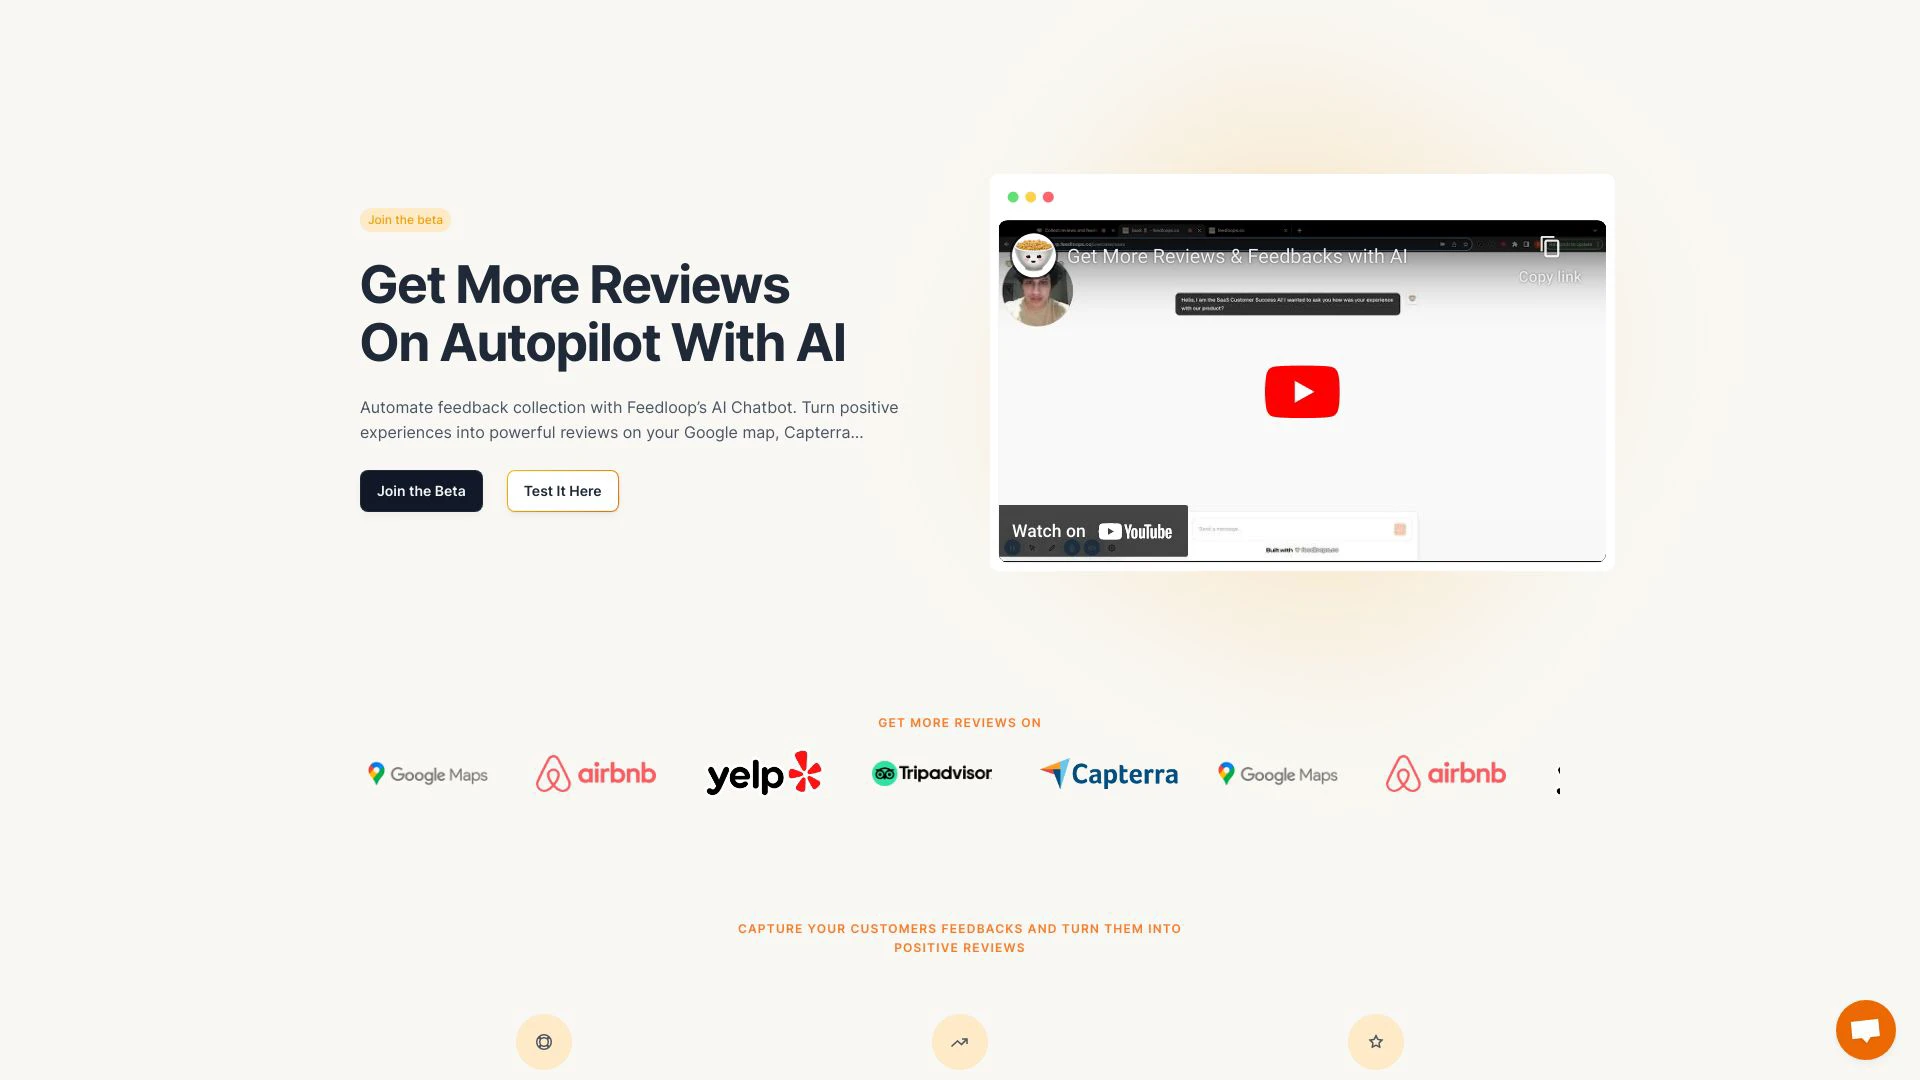 Join the beta
Get More Reviews
On Autopilot With AI
Automate feedback collection with Feedloop’s AI Chatbot. Turn positive
experiences into powerful reviews on your Google map, Capterra...
Join the Beta
Test It Here
Get More Reviews & Feedbacks with AI
Copy link
Hello, I am the SaaS Customer Success AI! I wanted to ask you how was your experience
with our product?
Watch on YouTube
Send a message
Built with feedloops.co
GET MORE REVIEWS ON
Google Maps airbnb yelp Tripadvisor Capterra Google Maps airbnb
CAPTURE YOUR CUSTOMERS FEEDBACKS AND TURN THEM INTO
POSITIVE REVIEWS